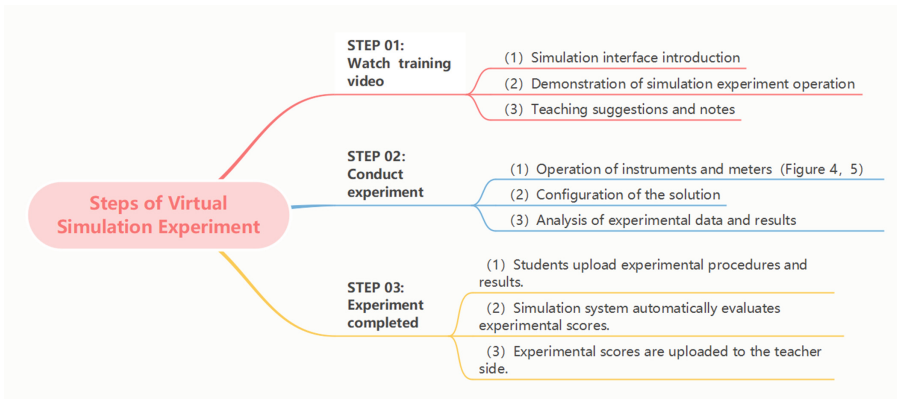 Steps of Virtual
Simulation Experiment
STEP 01:
Watch training
video
（1）Simulation interface introduction
（2）Demonstration of simulation experiment operation
（3）Teaching suggestions and notes
STEP 02:
Conduct
experiment
（1）Operation of instruments and meters（Figure 4，5）
（2）Configuration of the solution
（3）Analysis of experimental data and results
STEP 03:
Experiment
completed
（1）Students upload experimental procedures and
results.
（2）Simulation system automatically evaluates
experimental scores.
（3）Experimental scores are uploaded to the teacher
side.